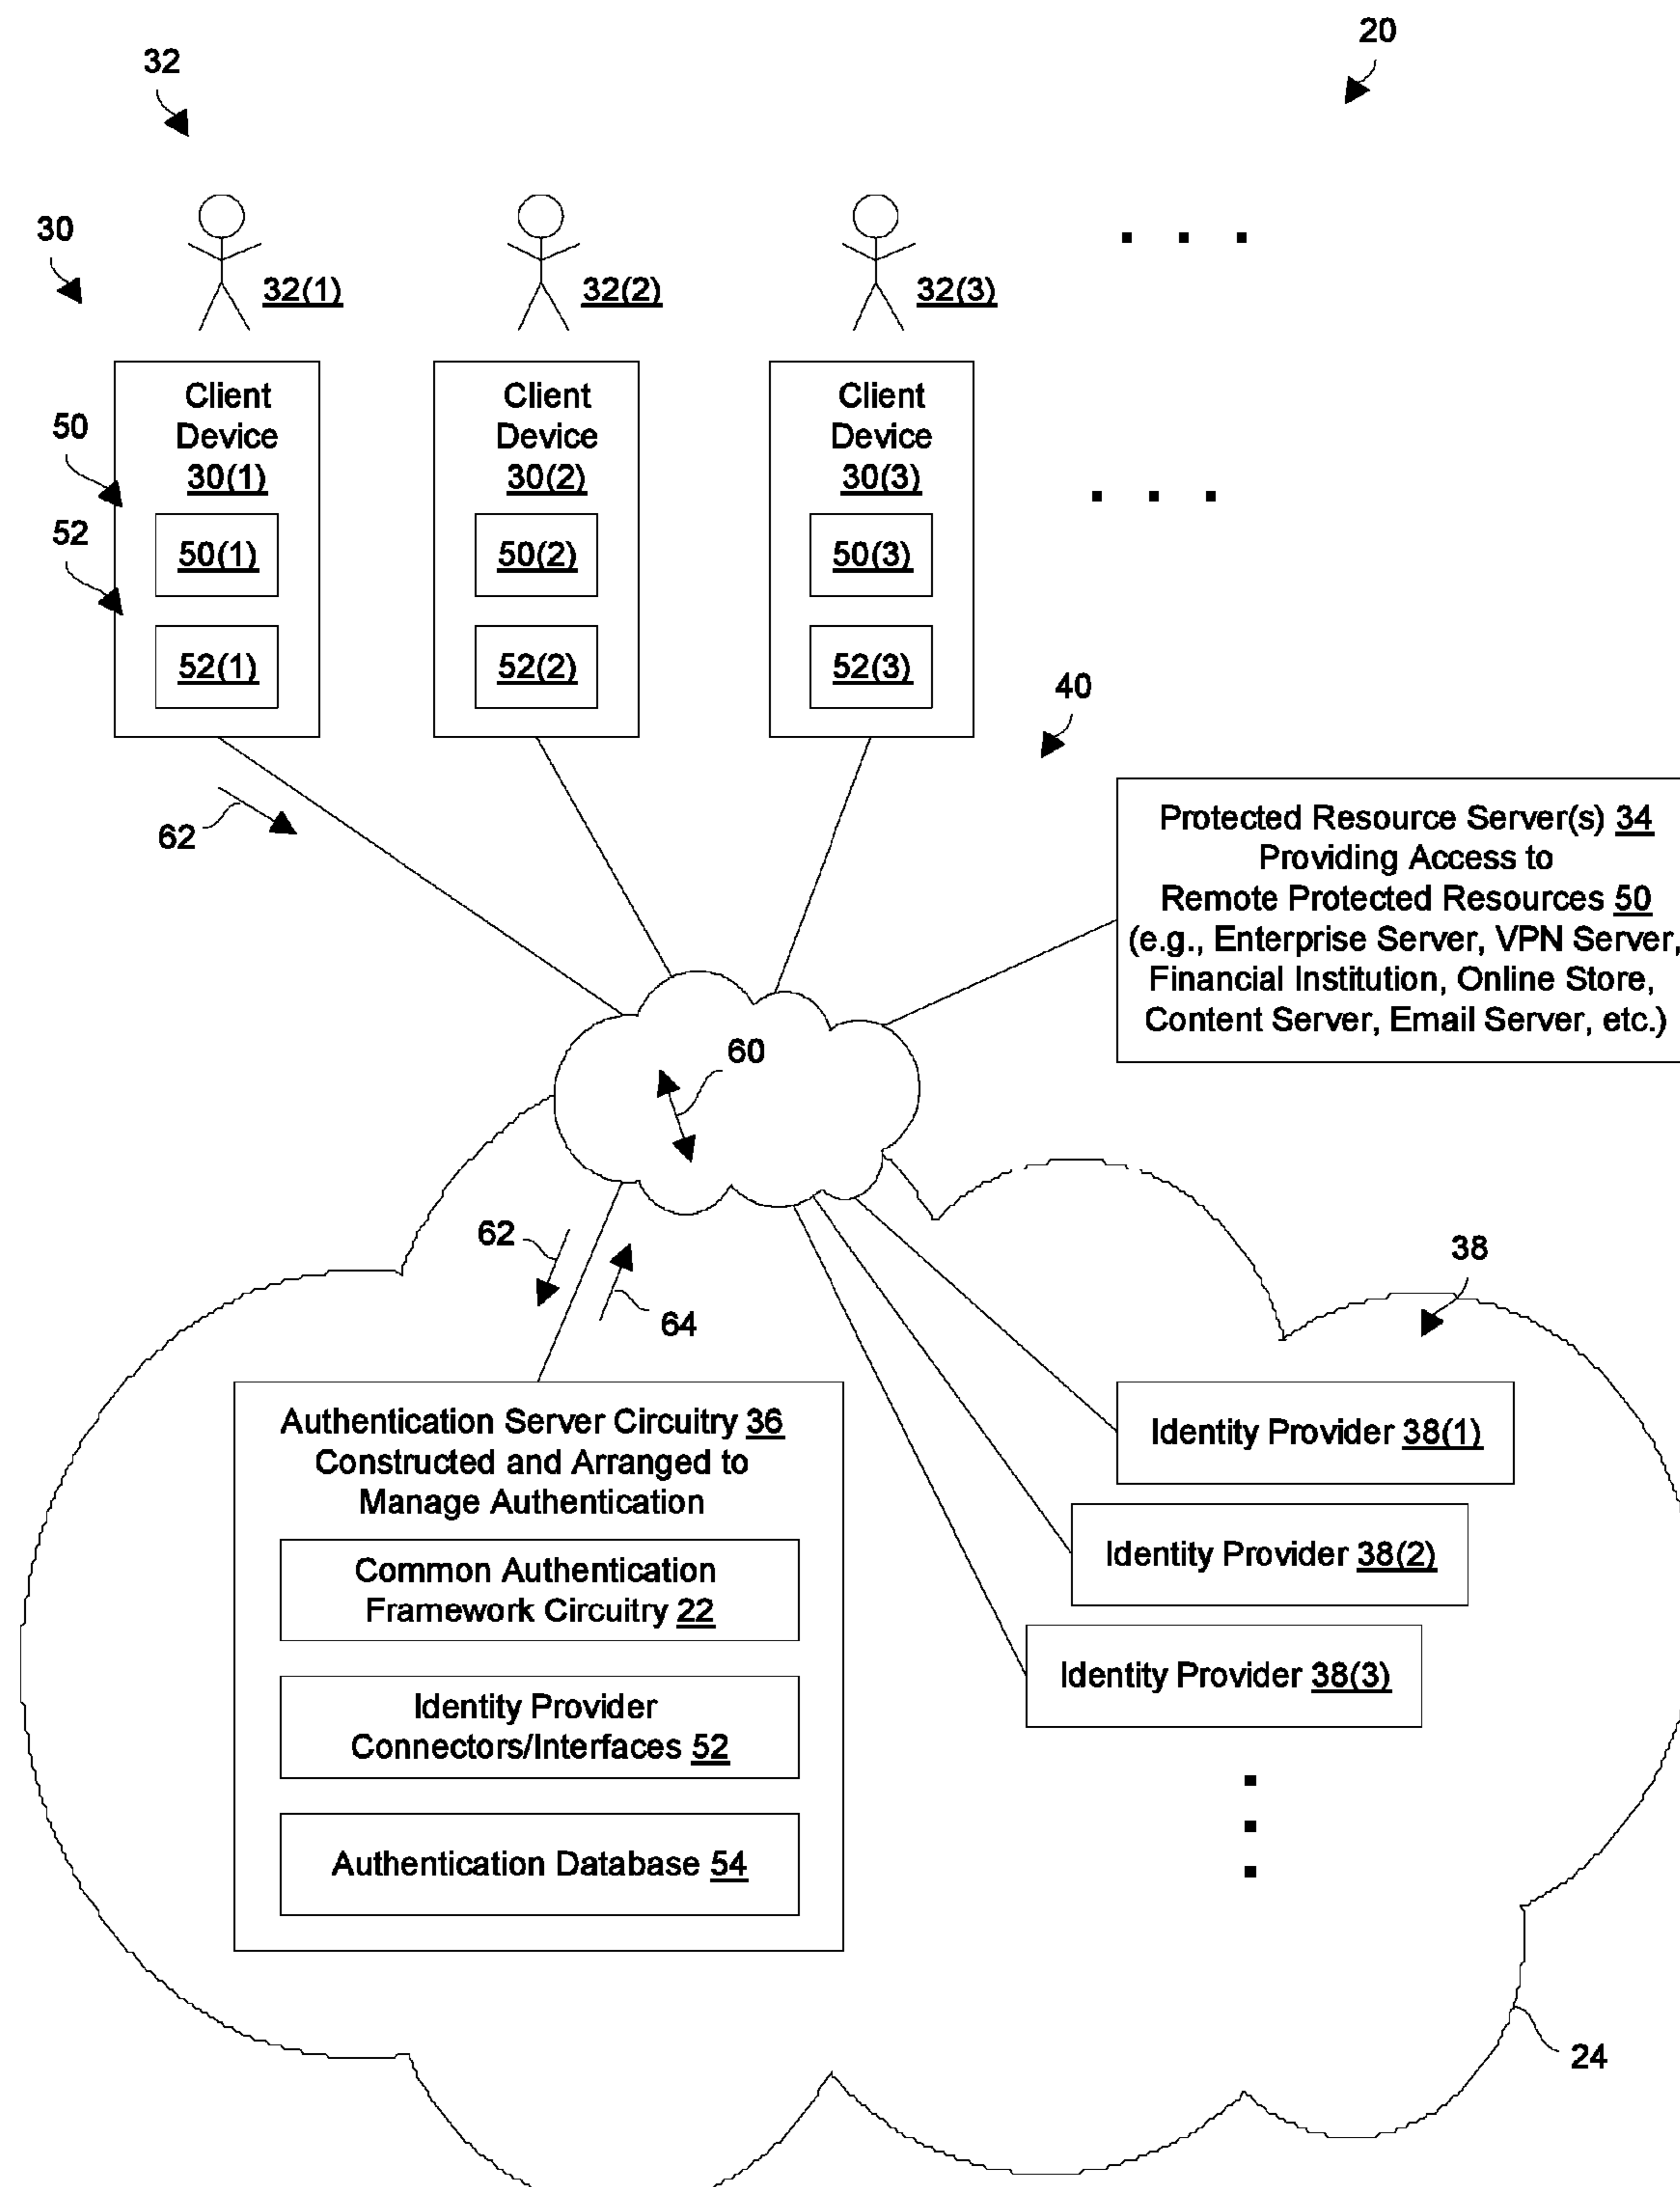 20
32
30
32(1)
32(2)
32(3)
. . .
Client
Device
30(1)
50(1)
52(1)
Client
Device
30(2)
50(2)
52(2)
Client
Device
30(3)
50(3)
52(3)
. . .
50
52
40
62
Protected Resource Server(s) 34
Providing Access to
Remote Protected Resources 50
(e.g., Enterprise Server, VPN Server,
Financial Institution, Online Store,
Content Server, Email Server, etc.)
60
62
64
38
Authentication Server Circuitry 36
Constructed and Arranged to
Manage Authentication
Common Authentication
Framework Circuitry 22
Identity Provider
Connectors/Interfaces 52
Authentication Database 54
Identity Provider 38(1)
Identity Provider 38(2)
Identity Provider 38(3)
24